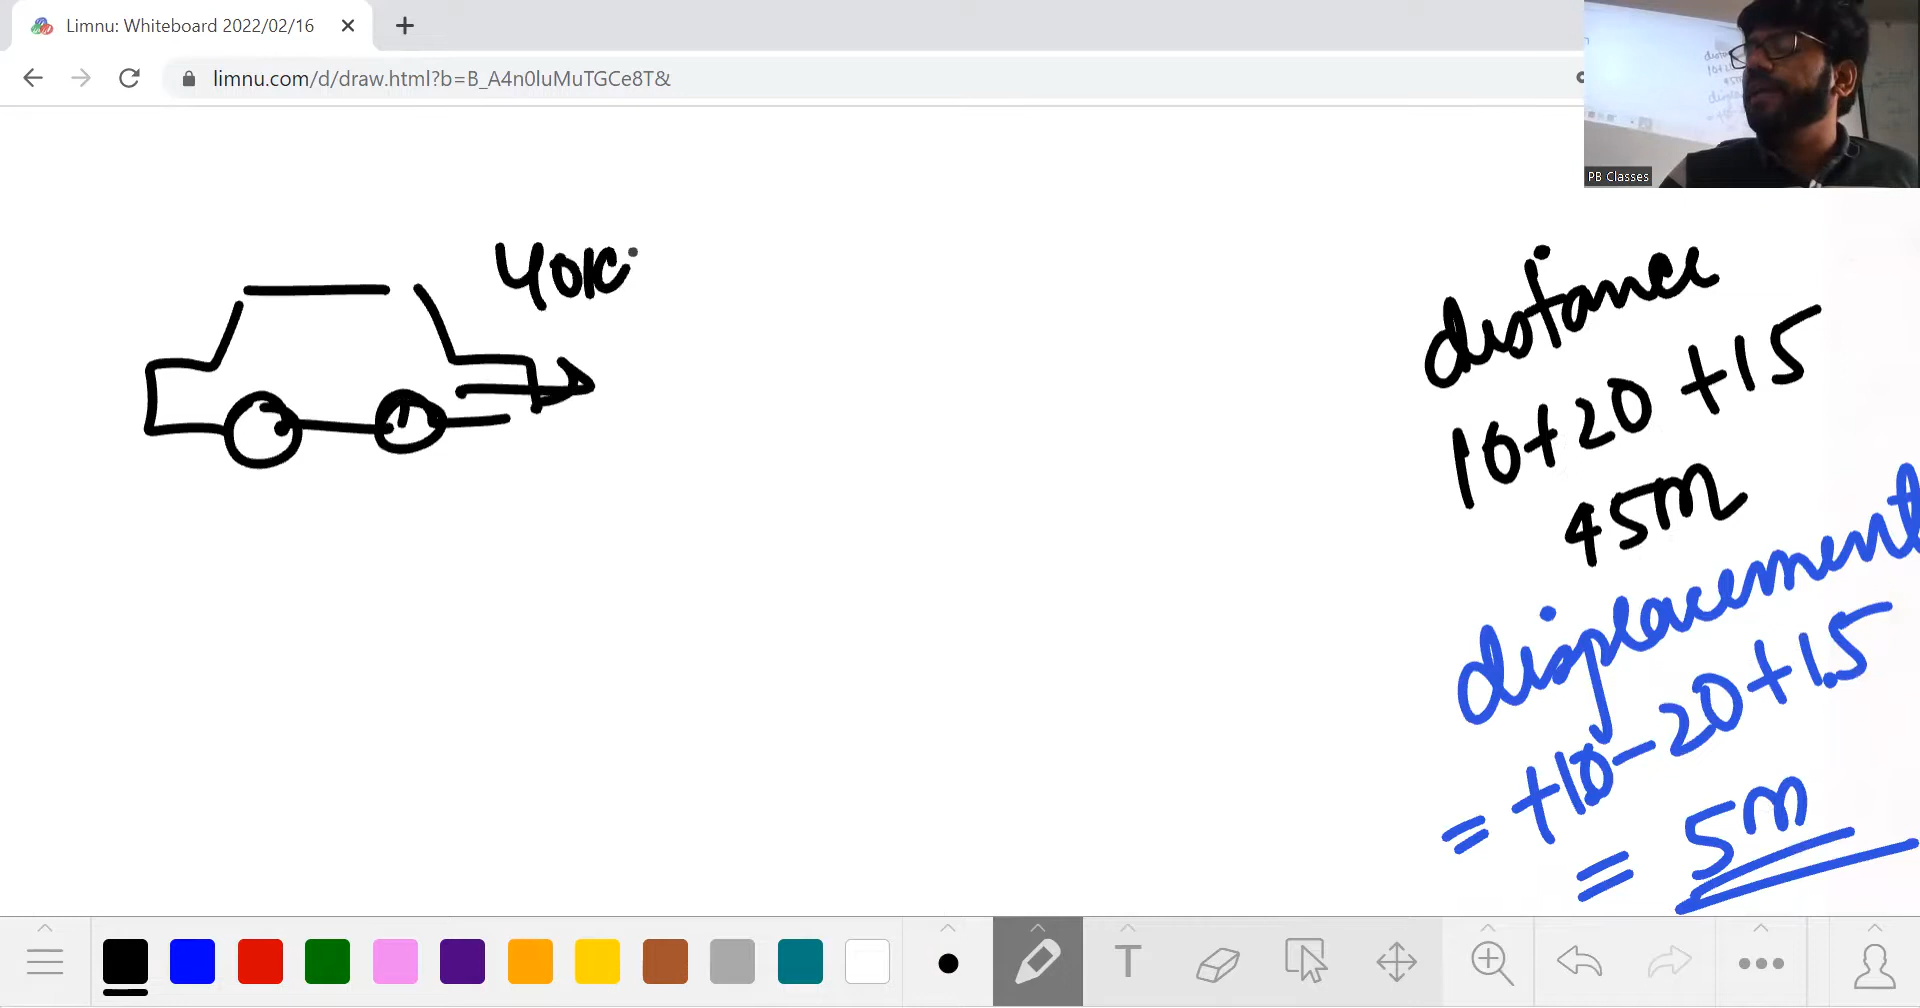 Limnu: Whiteboard 2022/02/16
limnu.com/d/draw.html?b=B_A4n0luMuTGCe8T&
PB Classes
40K
distance
10+20+15
45m
displacement
= +10-20+15
= 5m
T